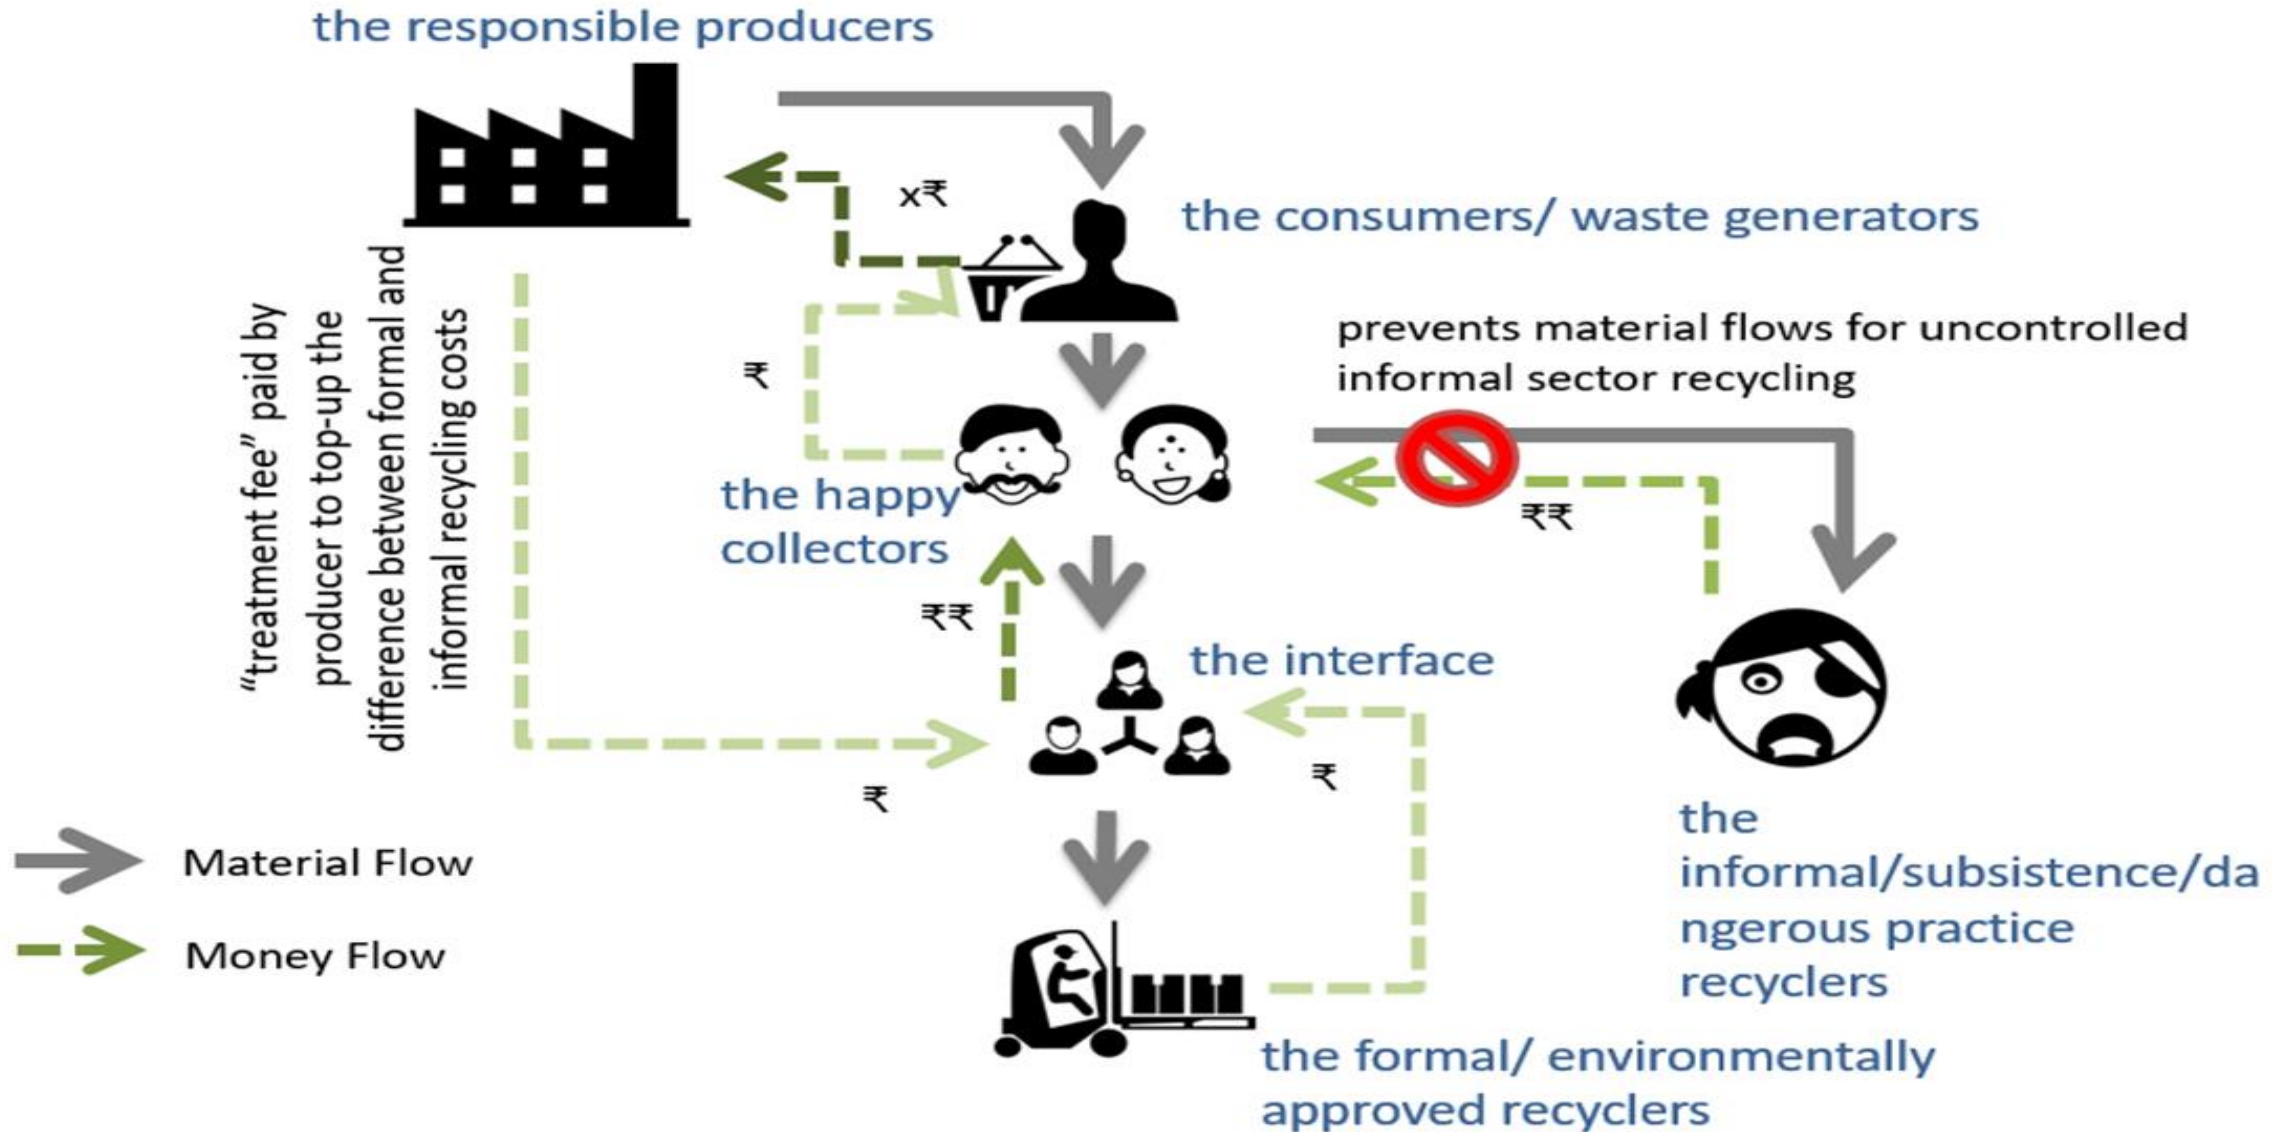 the responsible producers
x₹
the consumers/ waste generators
“treatment fee” paid by
producer to top-up the
difference between formal and
informal recycling costs
prevents material flows for uncontrolled
informal sector recycling
₹
the happy
collectors
₹₹
₹₹
the interface
₹
₹
the
informal/subsistence/da
ngerous practice
recyclers
Material Flow
Money Flow
the formal/ environmentally
approved recyclers